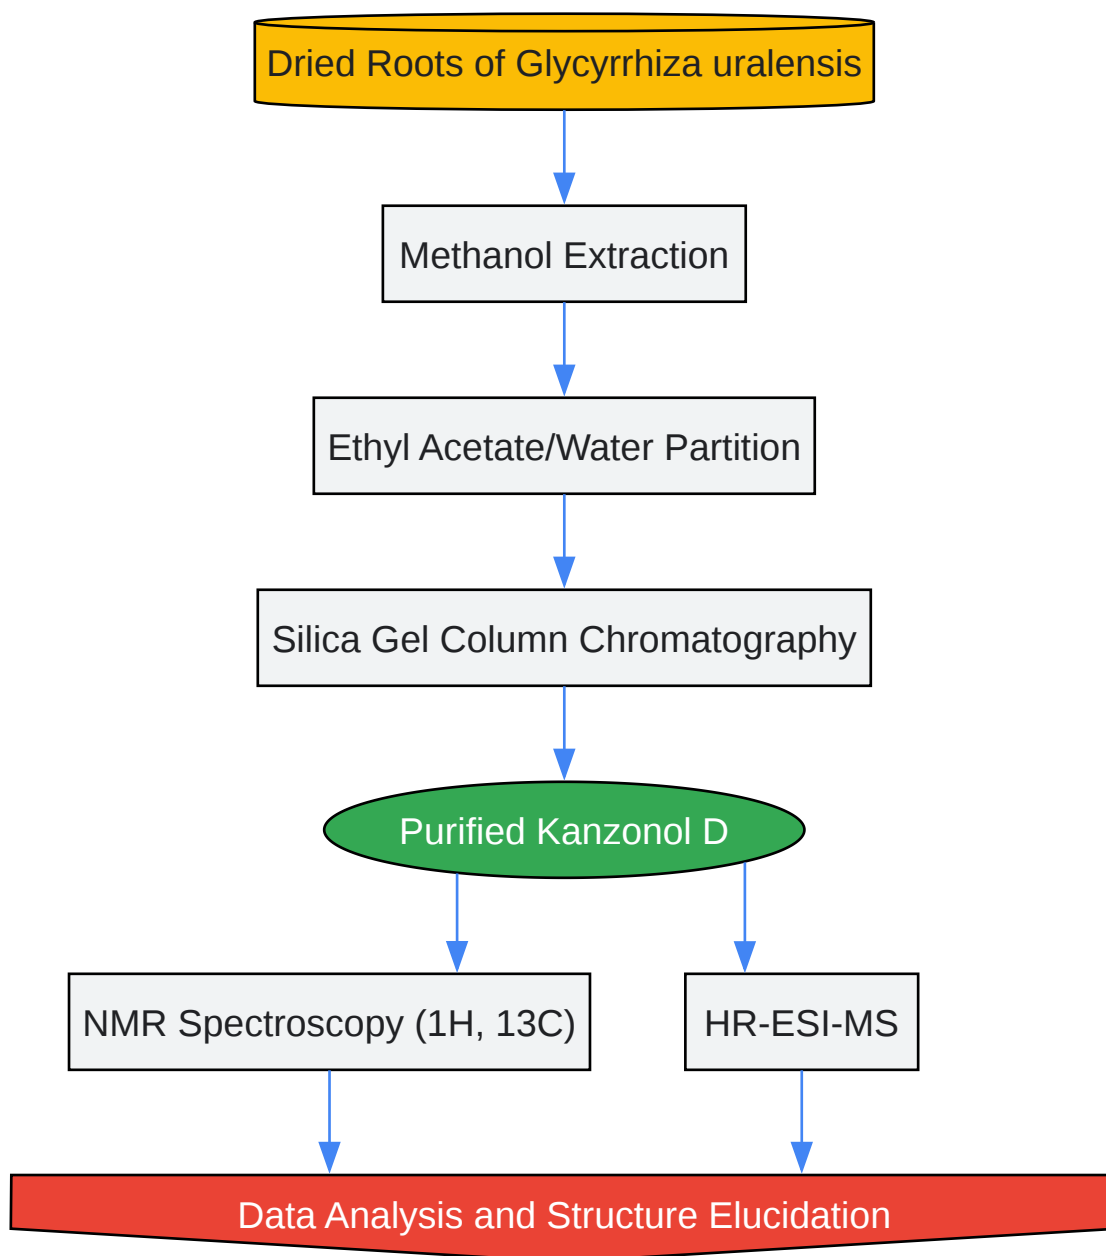 Dried Roots of Glycyrrhiza uralensis
Methanol Extraction
Ethyl Acetate/Water Partition
Silica Gel Column Chromatography
Purified Kanzonol D
NMR Spectroscopy (1H, 13C)
HR-ESI-MS
Data Analysis and Structure Elucidation